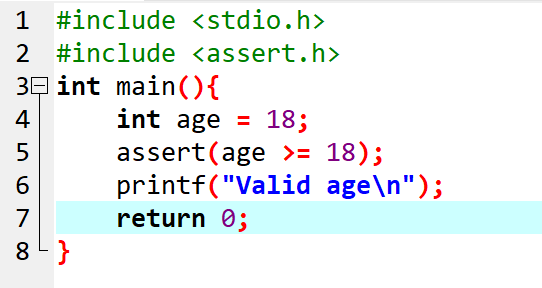 1 #include <stdio.h>
2 #include <assert.h>
3 int main(){
4     int age = 18;
5     assert(age >= 18);
6     printf("Valid age\n");
7     return 0;
8 }